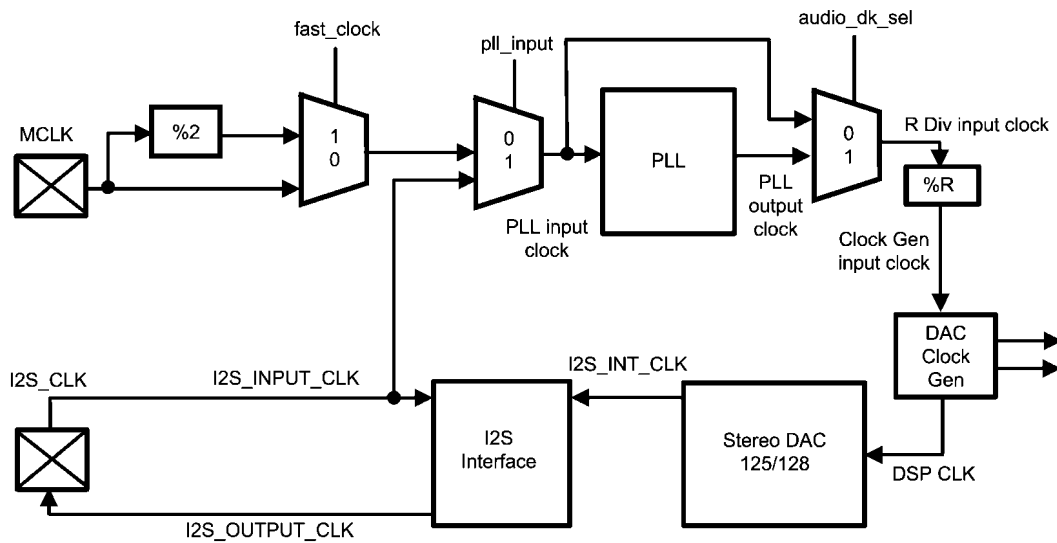 fast_clock
pll_input
audio_dk_sel
MCLK
%2
1
0
0
1
PLL
0
1
R Div input clock
%R
PLL input
clock
PLL
output
clock
Clock Gen
input clock
DAC
Clock
Gen
I2S_CLK
I2S_INPUT_CLK
I2S_INT_CLK
I2S
Interface
Stereo DAC
125/128
DSP CLK
I2S_OUTPUT_CLK